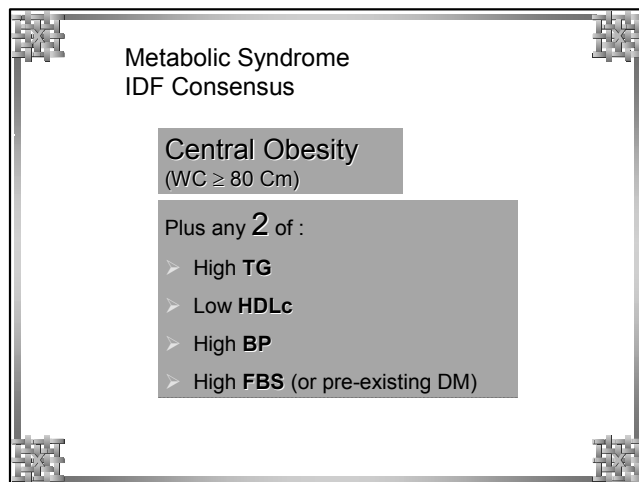 Metabolic Syndrome
IDF Consensus
Central Obesity
(WC ≥ 80 Cm)
Plus any 2 of :
➢ High TG
➢ Low HDLc
➢ High BP
➢ High FBS (or pre-existing DM)